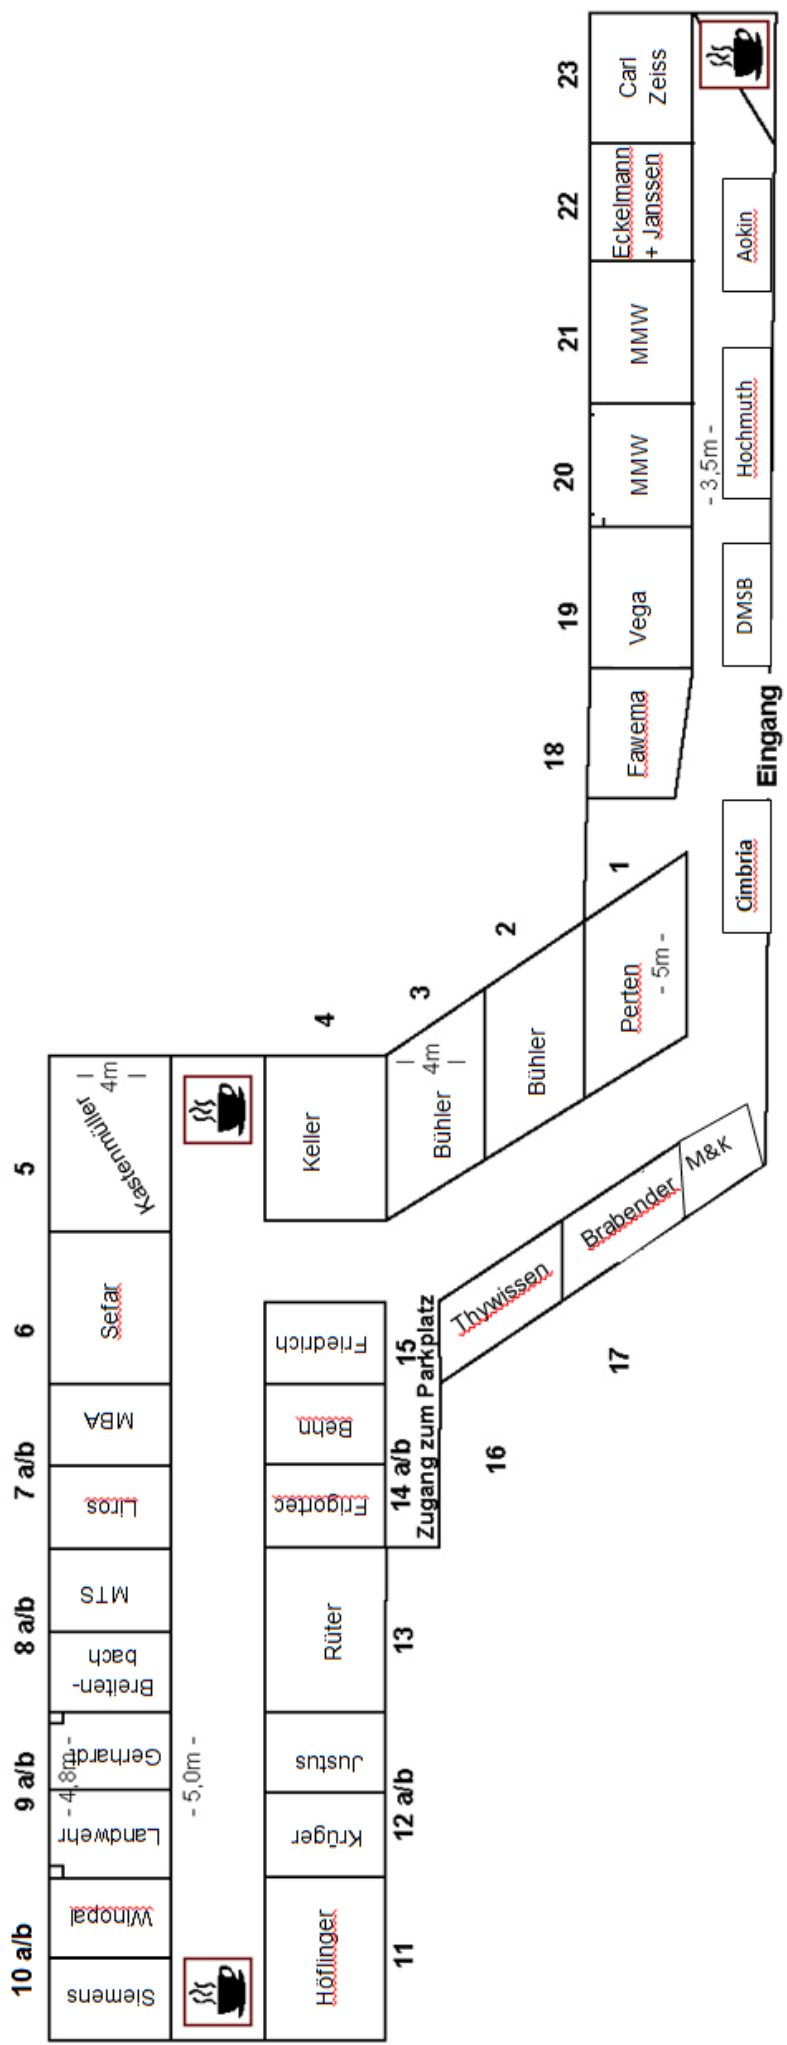 23
Carl
Zeiss
22
Eckelmann
+ Janssen
Aokin
21
MMW
Hochmuth
20
MMW
- 3,5m -
19
Vega
DMSB
18
Fawema
Eingang
1
Cimbria
2
Perten
- 5m -
3
Bühler
4
Bühler
4m
Keller
Kastenmüller
4m
5
M&K
Brabender
Sefar
6
Thywissen
Friedrich
15
Zugang zum Parkplatz
17
MBA
Behn
7 a/b
14 a/b
16
Liros
Frigortec
MTS
8 a/b
Breiten-
bach
Rüter
13
Gerhardt
- 4,8m -
- 5,0m -
9 a/b
Justus
12 a/b
Landwehr
Krüger
Winopal
10 a/b
Höflinger
11
Siemens